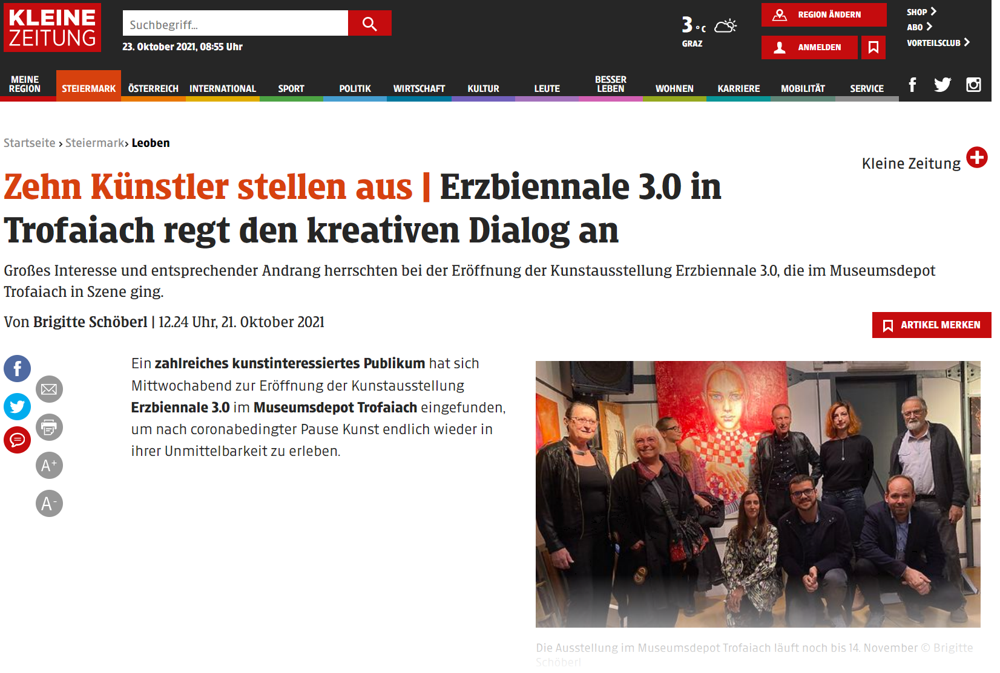 KLEINE
ZEITUNG
Suchbegriff...
23. Oktober 2021, 08:55 Uhr
3 °C
GRAZ
REGION ÄNDERN
ANMELDEN
SHOP
ABO
VORTEILSCLUB
MEINE
REGION
STEIERMARK
ÖSTERREICH
INTERNATIONAL
SPORT
POLITIK
WIRTSCHAFT
KULTUR
LEUTE
BESSER
LEBEN
WOHNEN
KARRIERE
MOBILITÄT
SERVICE
Startseite › Steiermark› Leoben
Kleine Zeitung
Zehn Künstler stellen aus | Erzbiennale 3.0 in
Trofaiach regt den kreativen Dialog an
Großes Interesse und entsprechender Andrang herrschten bei der Eröffnung der Kunstausstellung Erzbiennale 3.0, die im Museumsdepot
Trofaiach in Szene ging.
Von Brigitte Schöberl | 12.24 Uhr, 21. Oktober 2021
ARTIKEL MERKEN
A+
A-
Ein zahlreiches kunstinteressiertes Publikum hat sich
Mittwochabend zur Eröffnung der Kunstausstellung
Erzbiennale 3.0 im Museumsdepot Trofaiach eingefunden,
um nach coronabedingter Pause Kunst endlich wieder in
ihrer Unmittelbarkeit zu erleben.
Die Ausstellung im Museumsdepot Trofaiach läuft noch bis 14. November © Brigitte
Schöberl